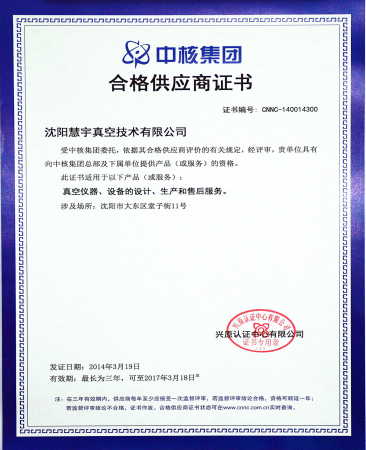 中核集团
合格供应商证书
证书编号：CNNC-140014300
沈阳慧宇真空技术有限公司
受中核集团委托，依据其合格供应商评价的有关规定，经评审，贵单位具有
向中核集团总部及下属单位提供产品（或服务）的资格。
此证书适用于以下产品（或服务）：
真空仪器、设备的设计、生产和售后服务。
涉及场所：沈阳市大东区堂子街11号
兴原认证中心有限公司
兴原认证中心有限公司
证书专用章
发证日期：2014年3月19日
有效期：最长为三年，可至2017年3月18日
注：在三年有效期内，供应商每年至少应接受一次监督评审，若监督评审结论合格，资格可顺延一年；
若监督评审结论不合格，证书作废。合格供应商证书状态可在www.cnnc.com.cn实时查询。